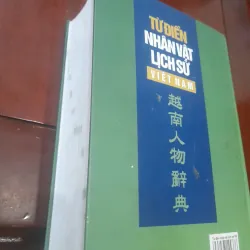 TỪ ĐIỂN
NHÂN VẬT
LỊCH SỬ
VIỆT NAM
越南人物辭典